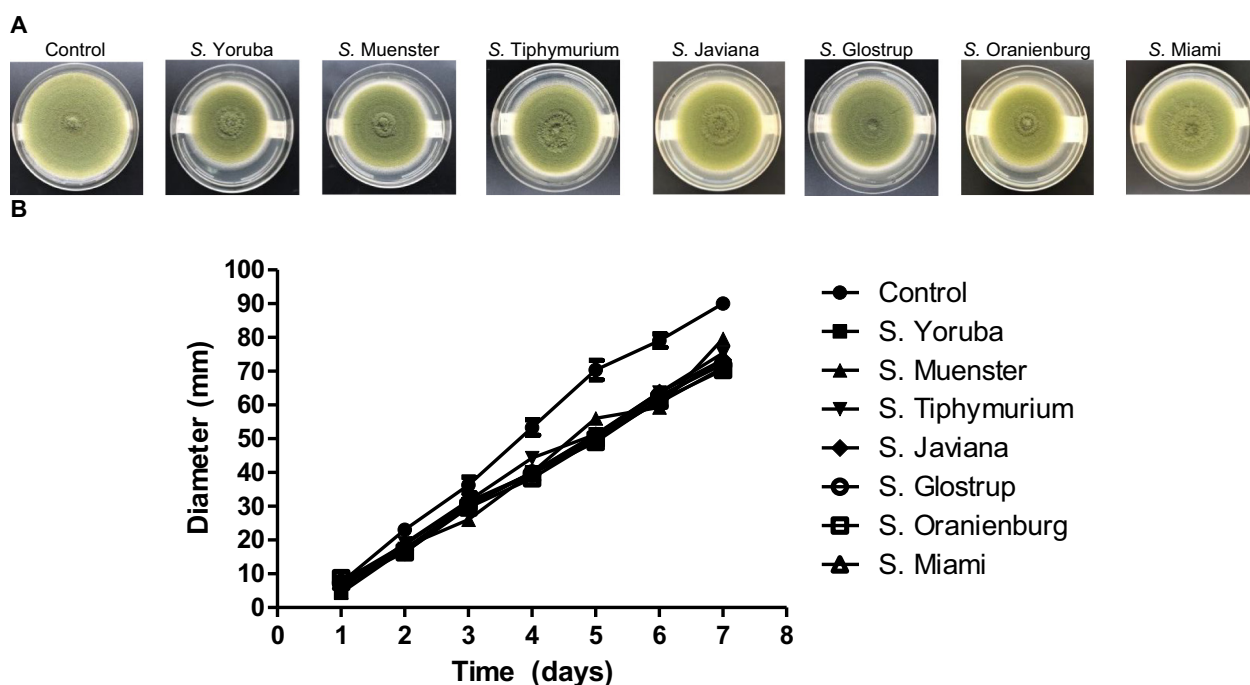 A
Control S. Yoruba S. Muenster S. Tiphymurium S. Javiana S. Glostrup S. Oranienburg S. Miami
B
100
90
80
70
60
50
40
30
20
10
0
Diameter (mm)
0 1 2 3 4 5 6 7 8
Time (days)
Control
S. Yoruba
S. Muenster
S. Tiphymurium
S. Javiana
S. Glostrup
S. Oranienburg
S. Miami